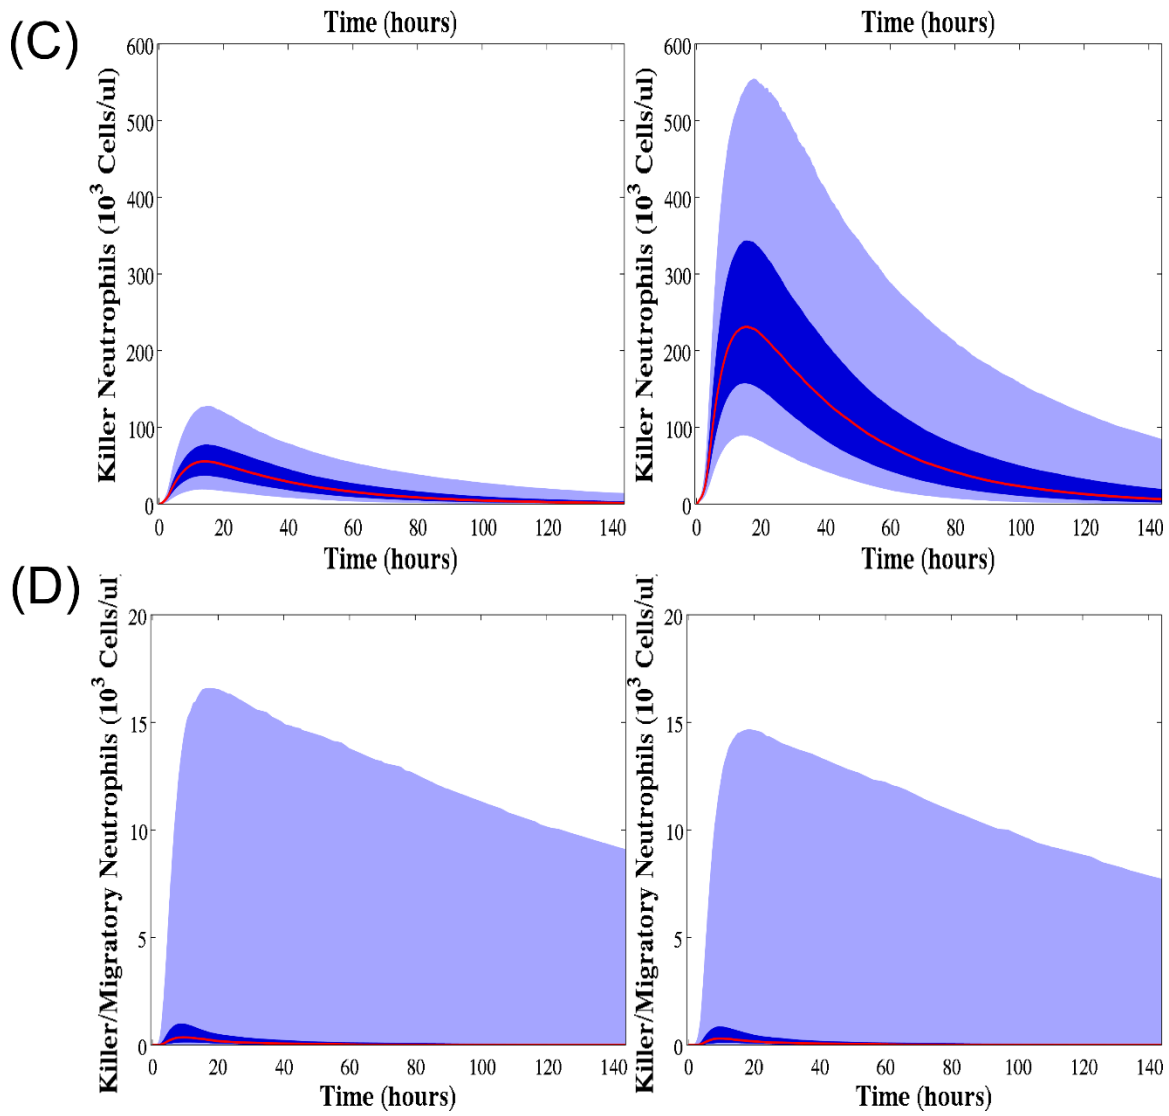 Time (hours) Time (hours)
(C)
Killer Neutrophils (10³ Cells/ul)
600
500
400
300
200
100
0
0 20 40 60 80 100 120 140
Time (hours)
Killer Neutrophils (10³ Cells/ul)
600
500
400
300
200
100
0
0 20 40 60 80 100 120 140
Time (hours)
(D)
Killer/Migratory Neutrophils (10³ Cells/ul)
20
15
10
5
0
0 20 40 60 80 100 120 140
Time (hours)
Killer/Migratory Neutrophils (10³ Cells/ul)
20
15
10
5
0
0 20 40 60 80 100 120 140
Time (hours)